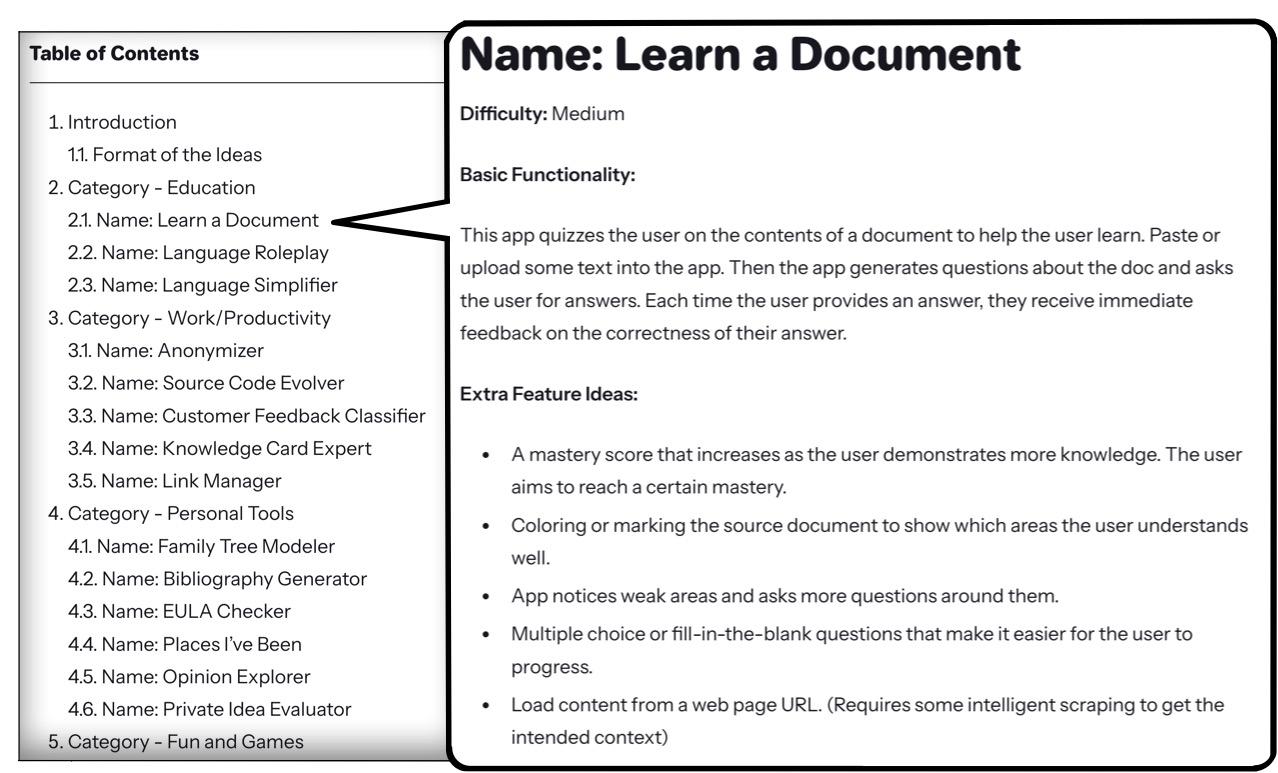 Table of Contents
1. Introduction
1.1. Format of the Ideas
2. Category - Education
2.1. Name: Learn a Document
2.2. Name: Language Roleplay
2.3. Name: Language Simplifier
3. Category - Work/Productivity
3.1. Name: Anonymizer
3.2. Name: Source Code Evolver
3.3. Name: Customer Feedback Classifier
3.4. Name: Knowledge Card Expert
3.5. Name: Link Manager
4. Category - Personal Tools
4.1. Name: Family Tree Modeler
4.2. Name: Bibliography Generator
4.3. Name: EULA Checker
4.4. Name: Places I’ve Been
4.5. Name: Opinion Explorer
4.6. Name: Private Idea Evaluator
5. Category - Fun and Games
Name: Learn a Document
Difficulty: Medium
Basic Functionality:
This app quizzes the user on the contents of a document to help the user learn. Paste or
upload some text into the app. Then the app generates questions about the doc and asks
the user for answers. Each time the user provides an answer, they receive immediate
feedback on the correctness of their answer.
Extra Feature Ideas:
• A mastery score that increases as the user demonstrates more knowledge. The user
aims to reach a certain mastery.
• Coloring or marking the source document to show which areas the user understands
well.
• App notices weak areas and asks more questions around them.
• Multiple choice or fill-in-the-blank questions that make it easier for the user to
progress.
• Load content from a web page URL. (Requires some intelligent scraping to get the
intended context)